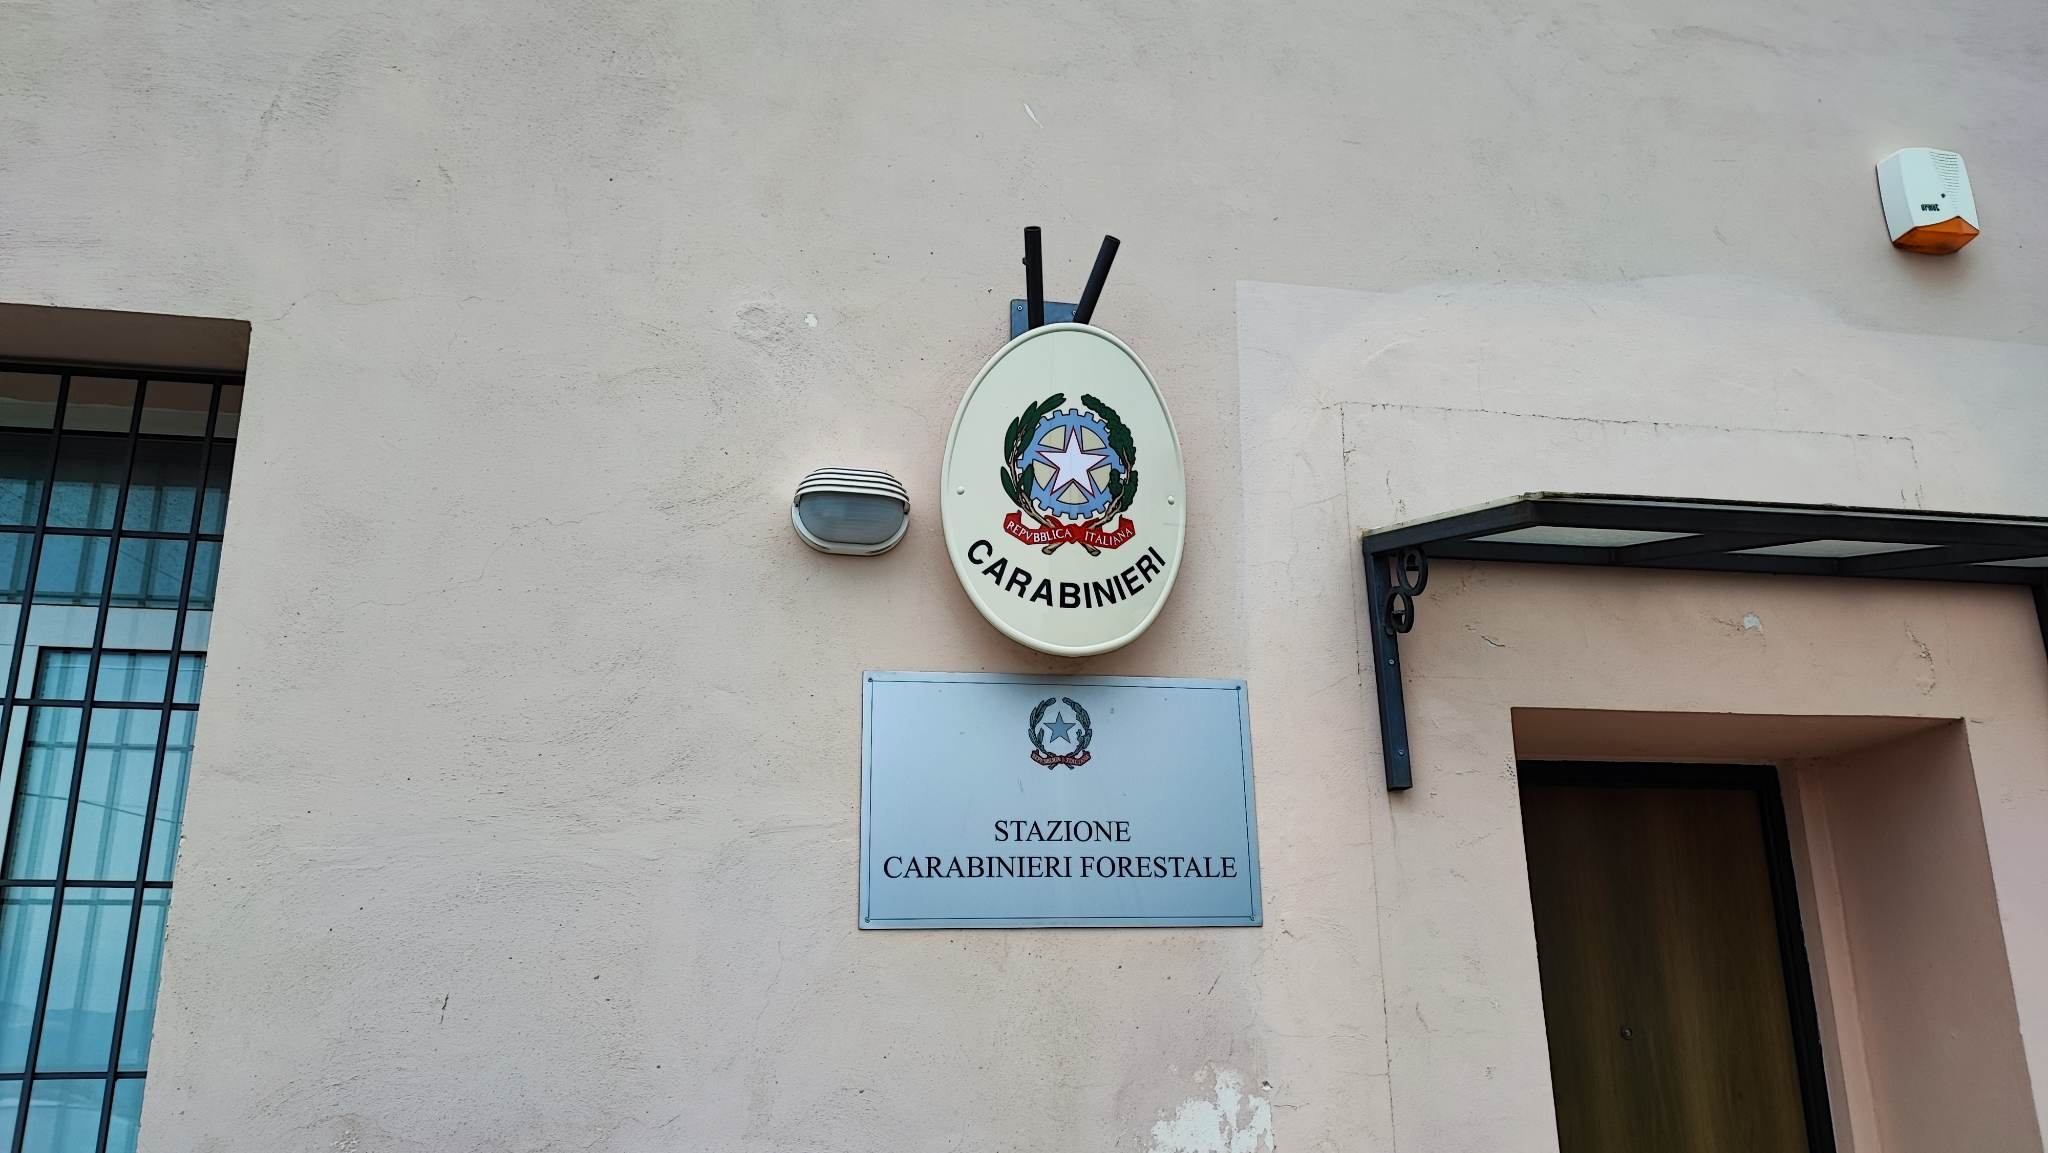 REPVBBLICA ITALIANA
CARABINIERI
STAZIONE
CARABINIERI FORESTALE